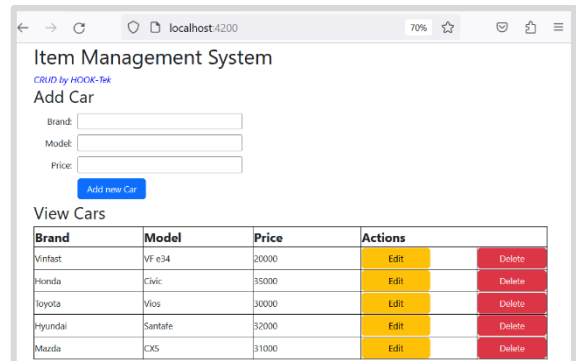 localhost:4200 70%
Item Management System
CRUD by HOOK-Tek
Add Car
Brand:
Model:
Price:
Add new Car
View Cars
Brand Model Price Actions
Vinfast VF e34 20000 Edit Delete
Honda Civic 35000 Edit Delete
Toyota Vios 30000 Edit Delete
Hyundai Santafe 32000 Edit Delete
Mazda CX5 31000 Edit Delete